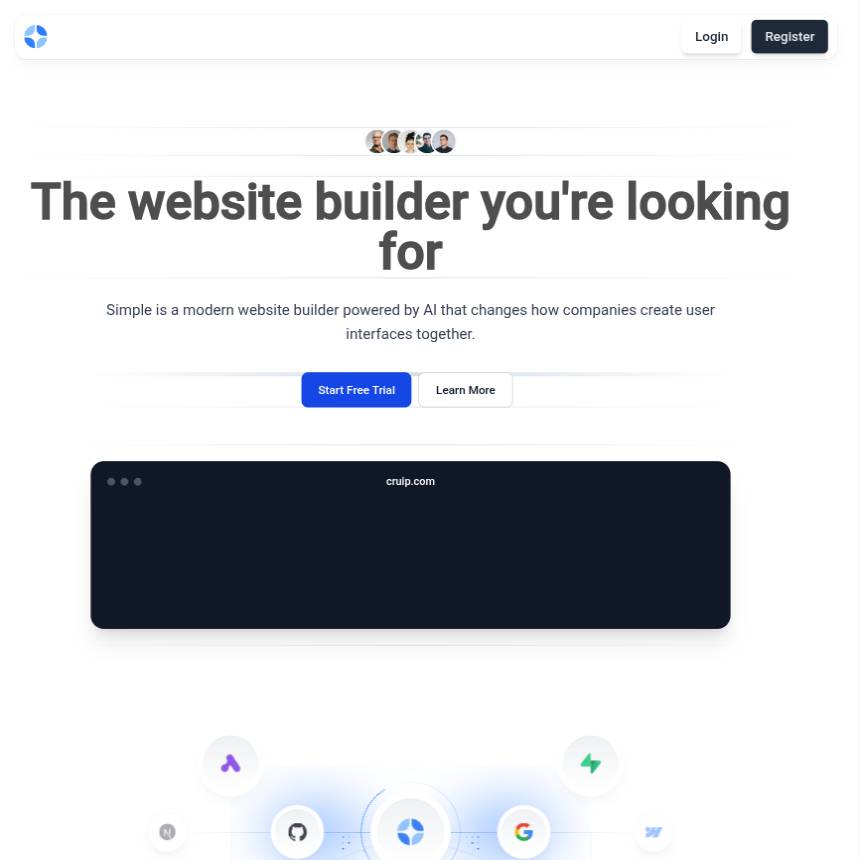 Login
Register
The website builder you're looking
for
Simple is a modern website builder powered by AI that changes how companies create user
interfaces together.
Start Free Trial
Learn More
cruip.com